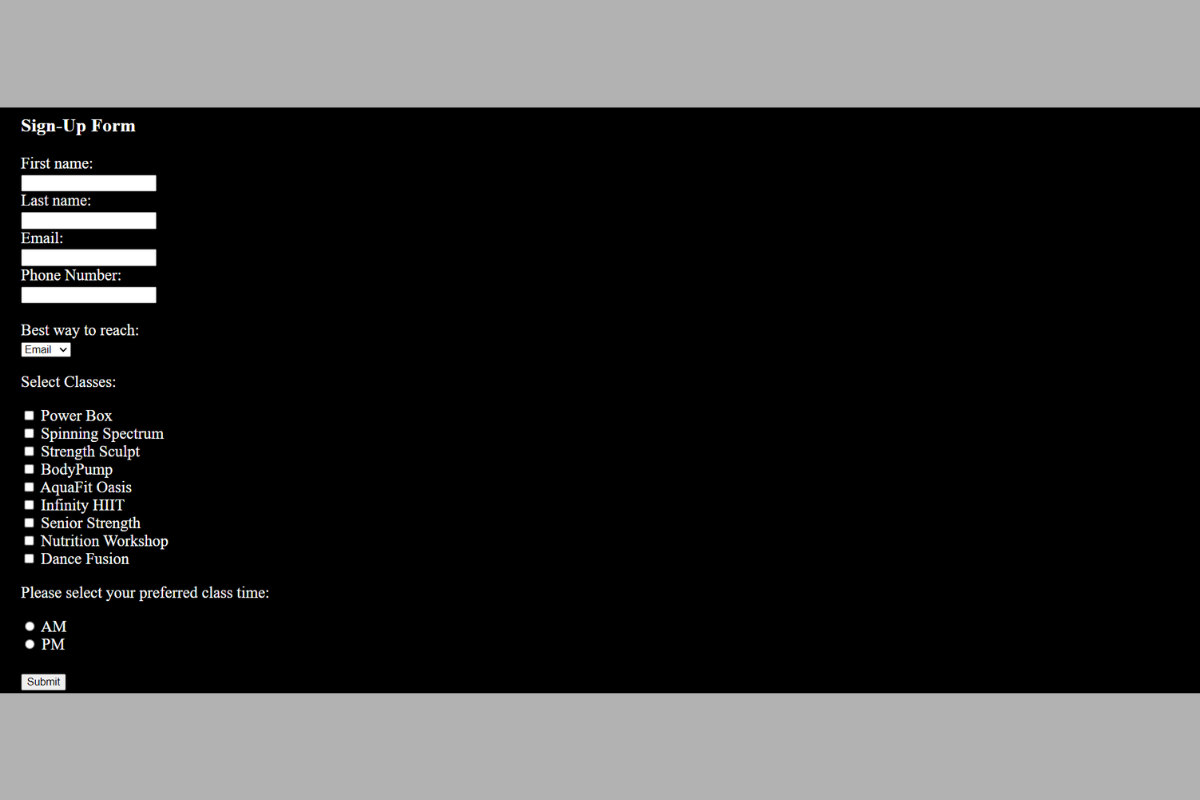 Sign-Up Form
First name:
Last name:
Email:
Phone Number:
Best way to reach:
Email
Select Classes:
Power Box
Spinning Spectrum
Strength Sculpt
BodyPump
AquaFit Oasis
Infinity HIIT
Senior Strength
Nutrition Workshop
Dance Fusion
Please select your preferred class time:
AM
PM
Submit